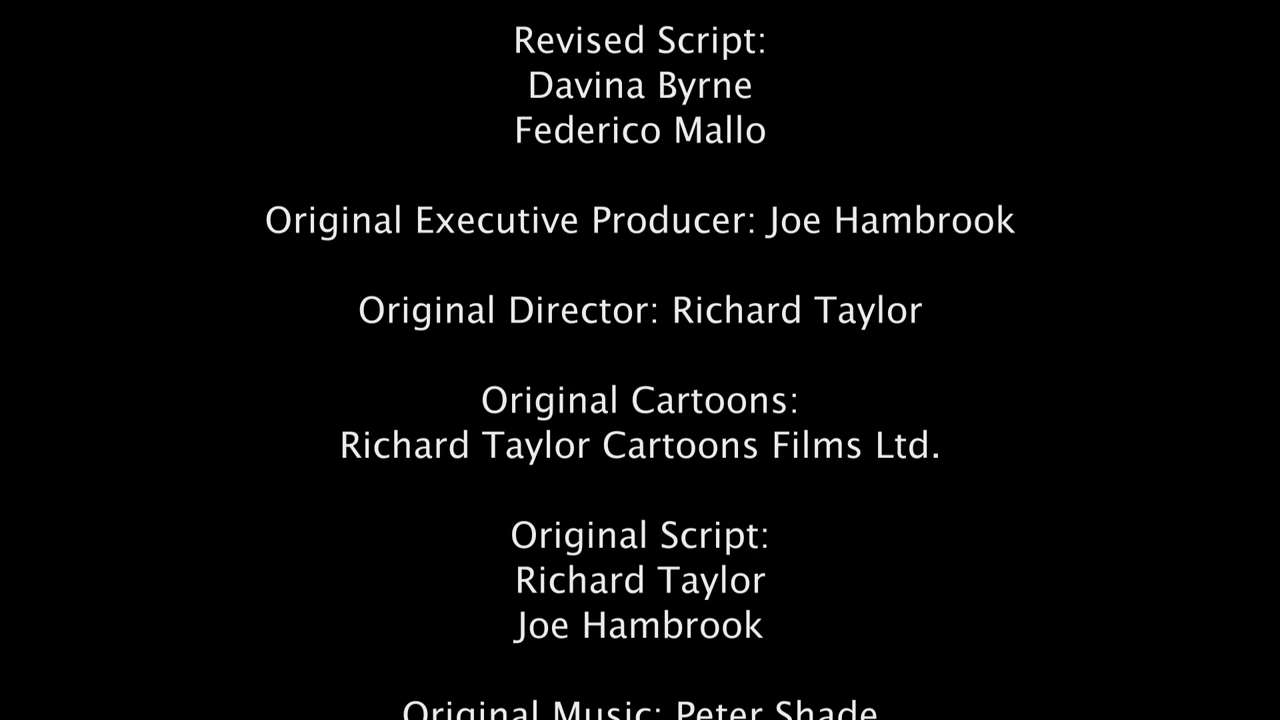 Revised Script:
Davina Byrne
Federico Mallo
Original Executive Producer: Joe Hambrook
Original Director: Richard Taylor
Original Cartoons:
Richard Taylor Cartoons Films Ltd.
Original Script:
Richard Taylor
Joe Hambrook
Original Music: Peter Shade